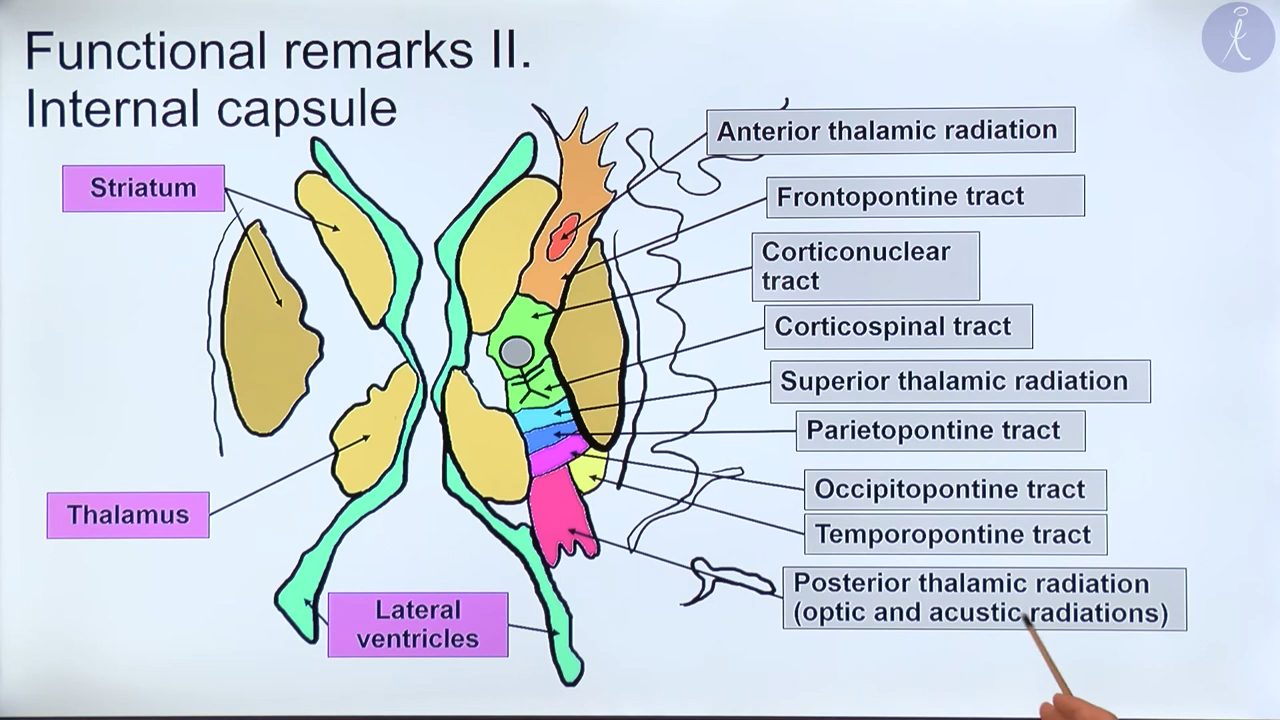 Functional remarks II.
Internal capsule
Striatum
Thalamus
Lateral
ventricles
Anterior thalamic radiation
Frontopontine tract
Corticonuclear
tract
Corticospinal tract
Superior thalamic radiation
Parietopontine tract
Occipitopontine tract
Temporopontine tract
Posterior thalamic radiation
(optic and acustic radiations)